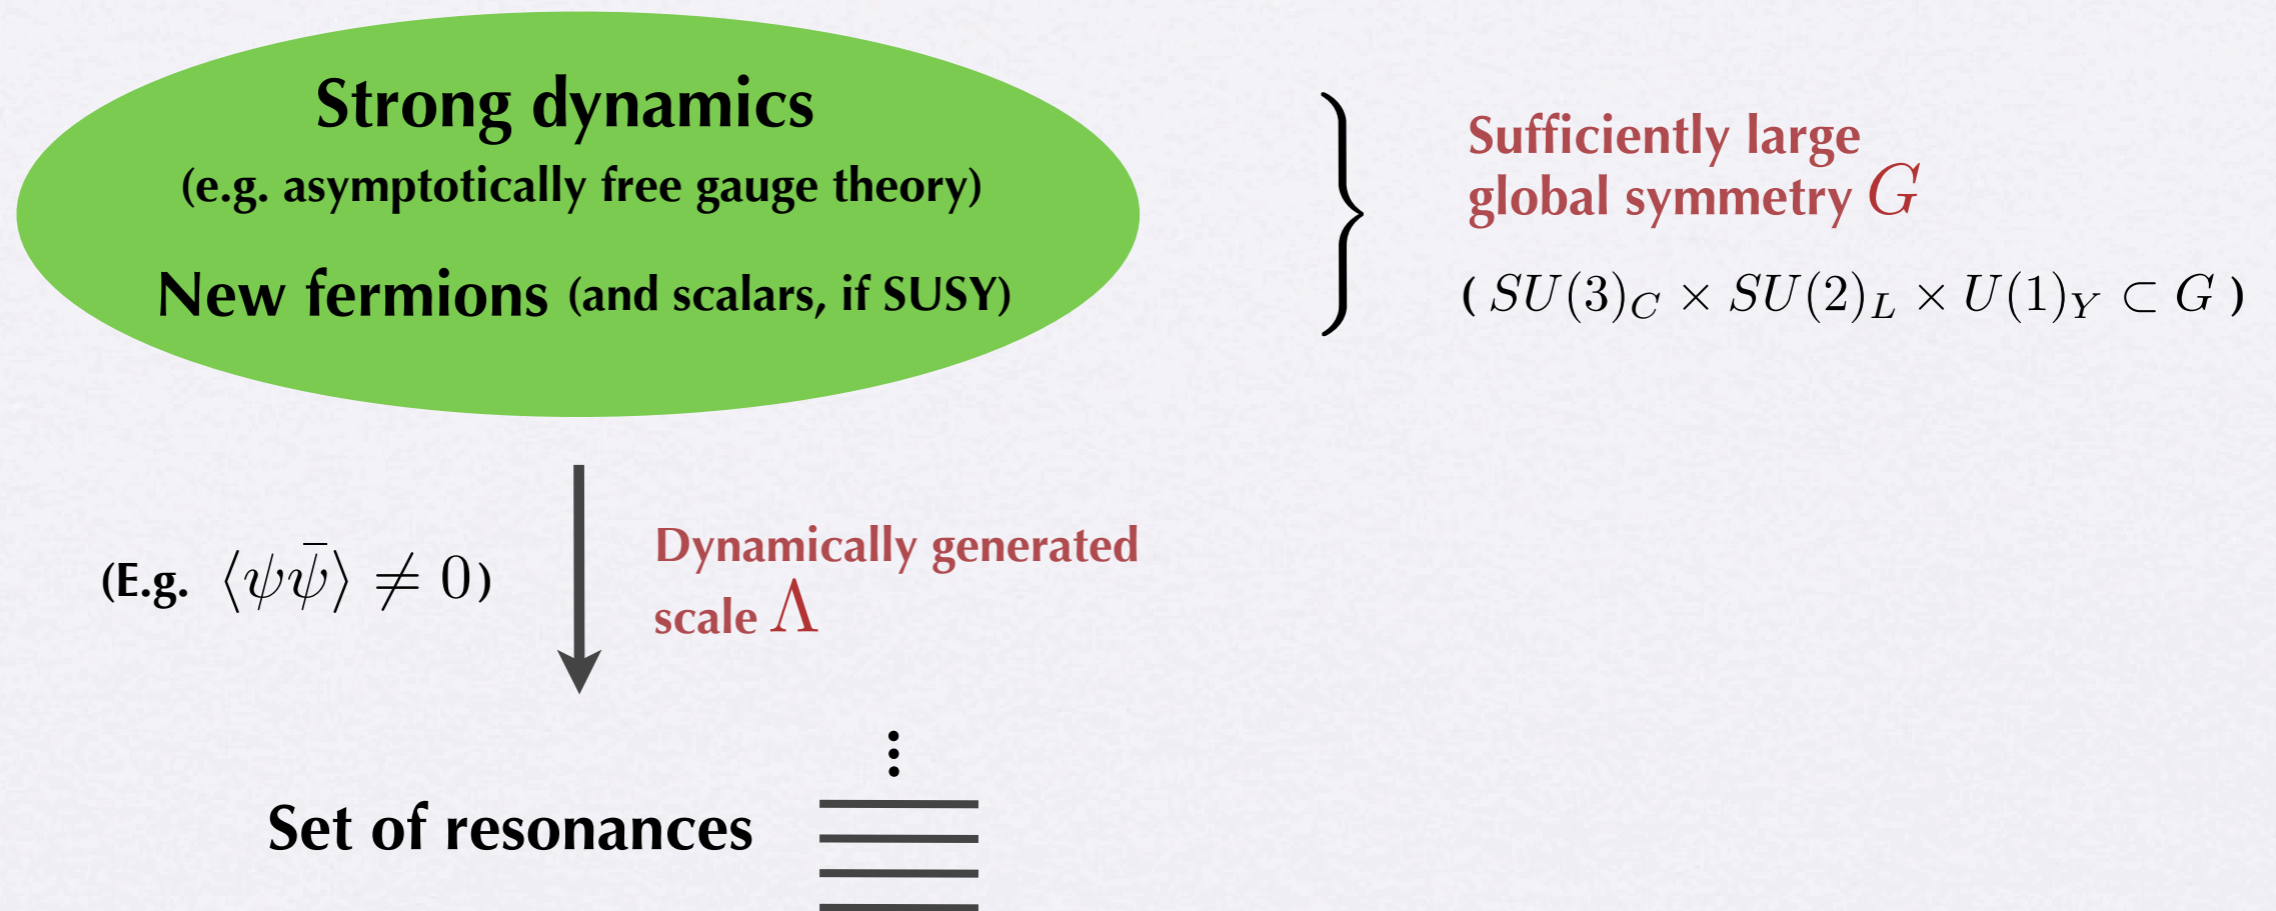 Strong dynamics
(e.g. asymptotically free gauge theory)
New fermions (and scalars, if SUSY)
Sufficiently large
global symmetry G
( SU(3)_C × SU(2)_L × U(1)_Y ⊂ G )
(E.g. ⟨ψψ̄⟩ ≠ 0)
Dynamically generated
scale Λ
Set of resonances